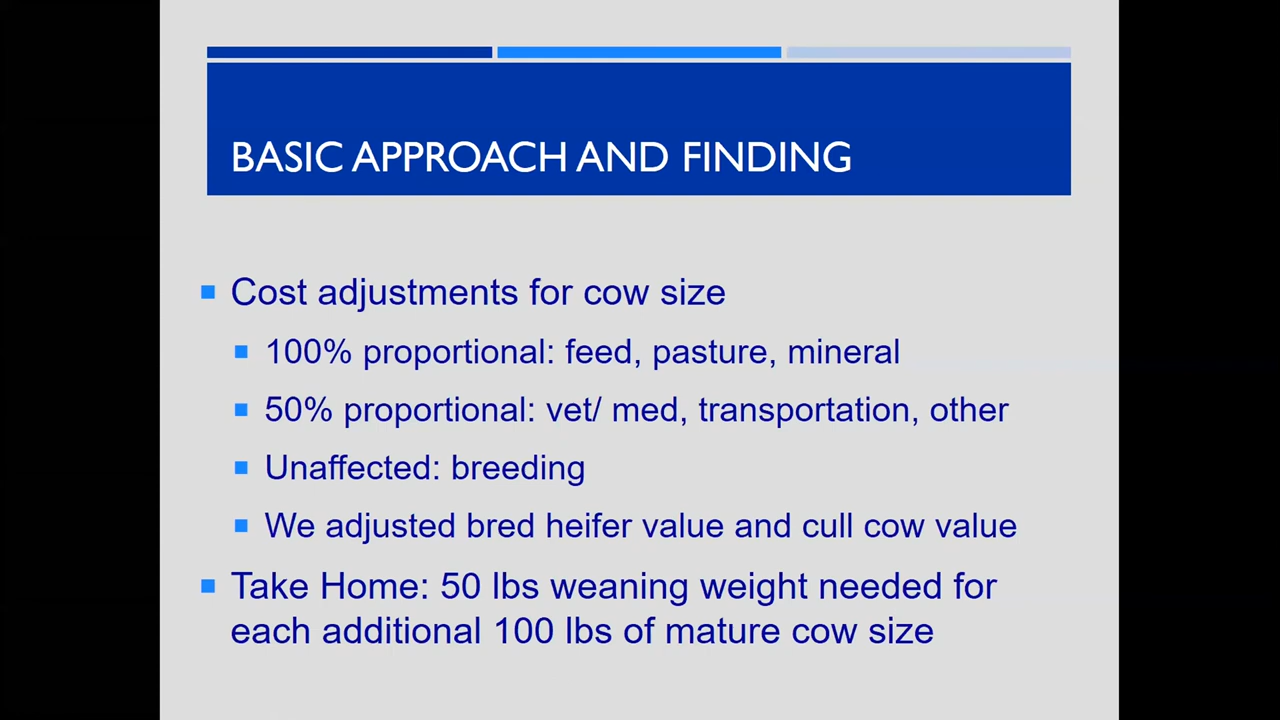 BASIC APPROACH AND FINDING
Cost adjustments for cow size
100% proportional: feed, pasture, mineral
50% proportional: vet/ med, transportation, other
Unaffected: breeding
We adjusted bred heifer value and cull cow value
Take Home: 50 lbs weaning weight needed for
each additional 100 lbs of mature cow size